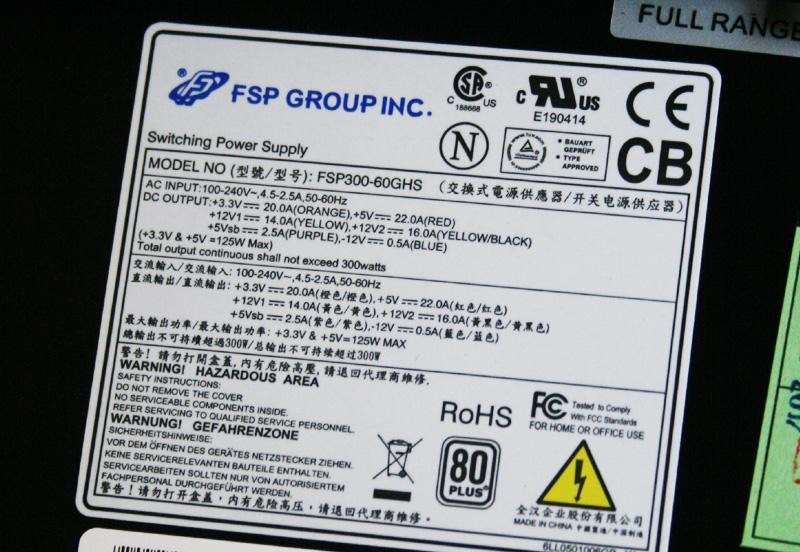 FULL RANGE
FSP GROUP INC.
C 188668 US
C US
E190414
CE
N
BAUART GEPRÜFT
TYPE APPROVED
CB
Switching Power Supply
MODEL NO (型號/型号): FSP300-60GHS (交換式電源供應器/开关电源供应器)
AC INPUT:100-240V~,4.5-2.5A,50-60Hz
DC OUTPUT:+3.3V⎓20.0A(ORANGE),+5V⎓22.0A(RED)
+12V1⎓14.0A(YELLOW),+12V2⎓16.0A(YELLOW/BLACK)
+5Vsb⎓2.5A(PURPLE),-12V⎓0.5A(BLUE)
(+3.3V & +5V =125W Max)
Total output continuous shall not exceed 300watts
交流輸入/交流输入: 100-240V~,4.5-2.5A,50-60Hz
直流輸出/直流输出: +3.3V⎓20.0A(橙色/橙色),+5V⎓22.0A(紅色/红色)
+12V1⎓14.0A(黃色/黄色),+12V2⎓16.0A(黃黑色/黄黑色)
+5Vsb⎓2.5A(紫色/紫色),-12V⎓0.5A(藍色/蓝色)
最大輸出功率/最大输出功率: +3.3V & +5V=125W MAX
總輸出不可持續超過300W/总输出不可持续超过300W
警告! 請勿打開盒蓋,內有危險高壓,請退回代理商維修.
WARNING! HAZARDOUS AREA
SAFETY INSTRUCTIONS:
DO NOT REMOVE THE COVER
NO SERVICEABLE COMPONENTS INSIDE.
REFER SERVICING TO QUALIFIED SERVICE PERSONNEL.
WARNUNG! GEFAHRENZONE
SICHERHEITSHINWEISE:
VOR DEM ÖFFNEN DES GERÄTES NETZSTECKER ZIEHEN.
KEINE SERVICERELEVANTEN BAUTEILE ENTHALTEN.
SERVICEARBEITEN SOLLTEN NUR VON AUTORISIERTEM
FACHPERSONAL DURCHGEFÜHRT WERDEN.
警告!请勿打开盒盖,内有危险高压,请退回代理商维修.
RoHS
FC Tested to Comply
With FCC Standards
FOR HOME OR OFFICE USE
80
PLUS
全汉企业股份有限公司
MADE IN CHINA 中國製造/中国制造